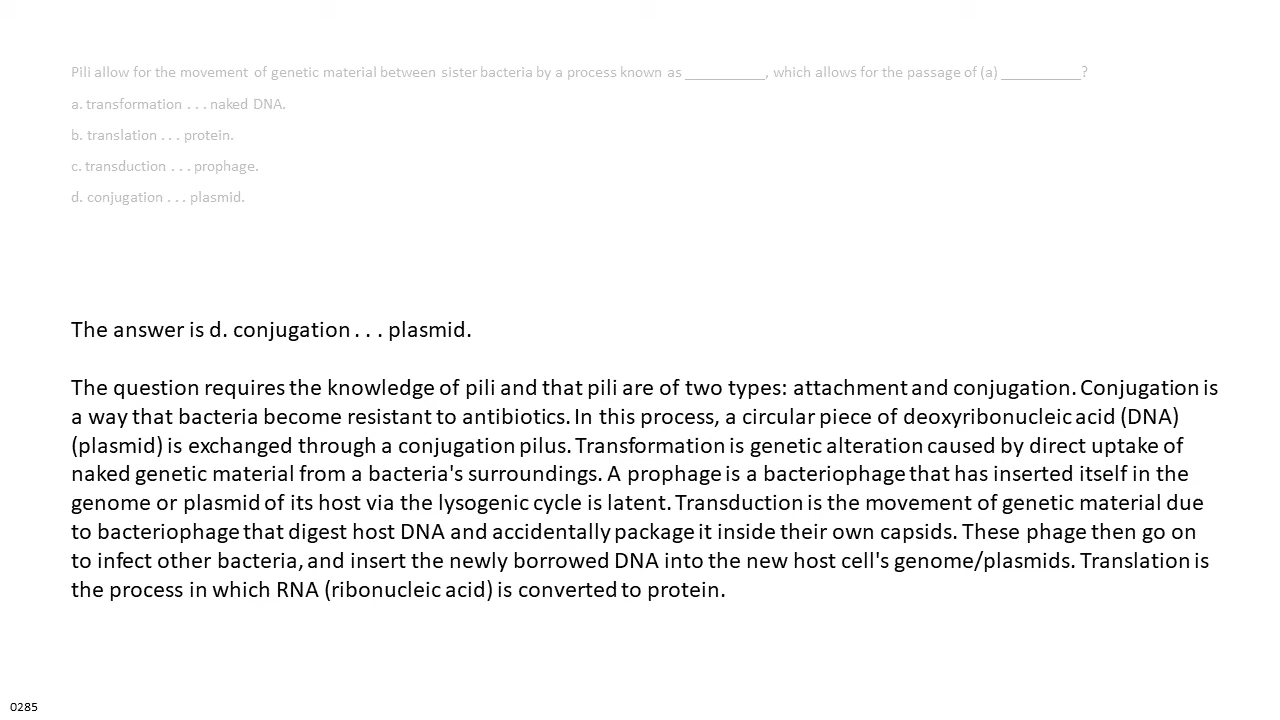 Pili allow for the movement of genetic material between sister bacteria by a process known as __________, which allows for the passage of (a) __________?
a. transformation . . . naked DNA.
b. translation . . . protein.
c. transduction . . . prophage.
d. conjugation . . . plasmid.
The answer is d. conjugation . . . plasmid.
The question requires the knowledge of pili and that pili are of two types: attachment and conjugation. Conjugation is
a way that bacteria become resistant to antibiotics. In this process, a circular piece of deoxyribonucleic acid (DNA)
(plasmid) is exchanged through a conjugation pilus. Transformation is genetic alteration caused by direct uptake of
naked genetic material from a bacteria's surroundings. A prophage is a bacteriophage that has inserted itself in the
genome or plasmid of its host via the lysogenic cycle is latent. Transduction is the movement of genetic material due
to bacteriophage that digest host DNA and accidentally package it inside their own capsids. These phage then go on
to infect other bacteria, and insert the newly borrowed DNA into the new host cell's genome/plasmids. Translation is
the process in which RNA (ribonucleic acid) is converted to protein.
0285